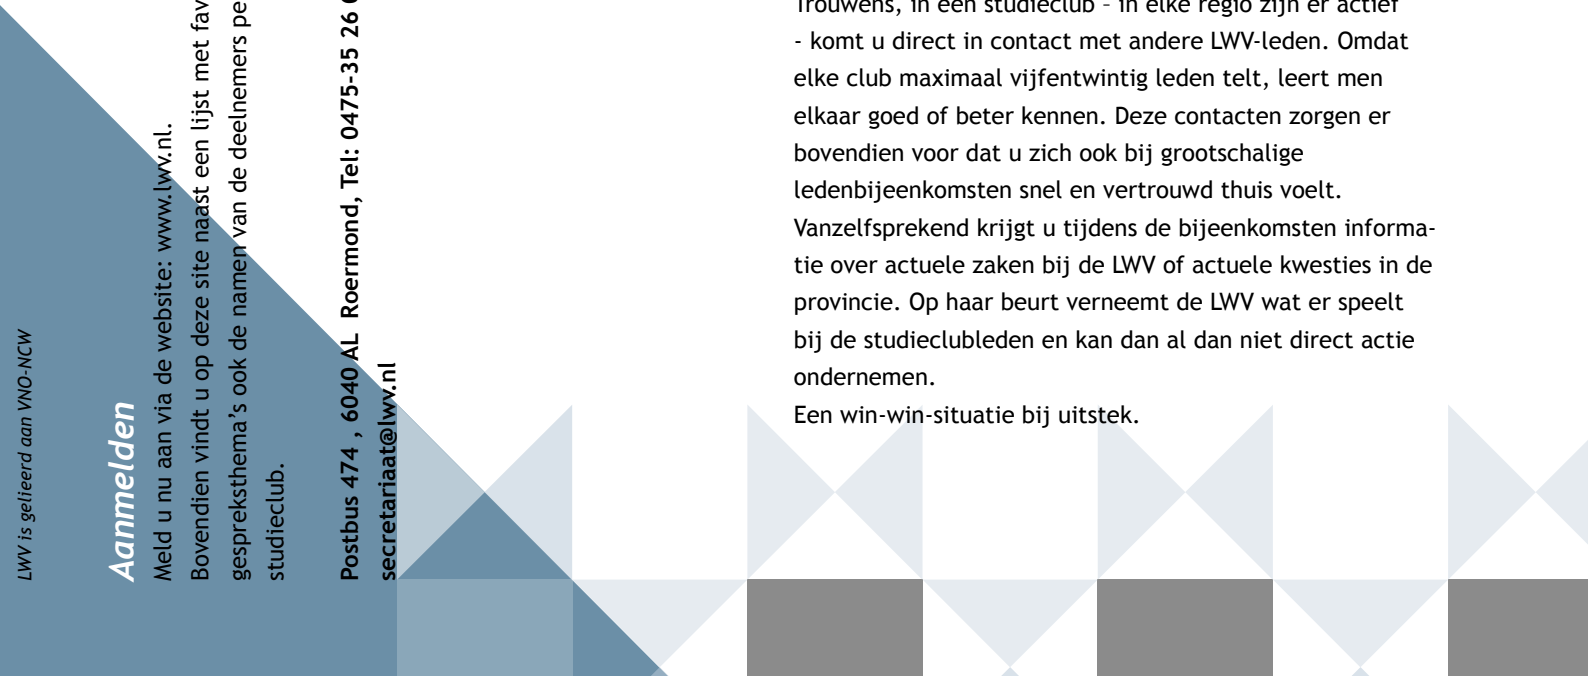 LWV is gelieerd aan VNO-NCW
Aanmelden
Meld u nu aan via de website: www.lwv.nl.
Bovendien vindt u op deze site naast een lijst met
gespreksthema’s ook de namen van de deelnemers
studieclub.
Postbus 474 , 6040 AL Roermond, Tel: 0475-35 26
secretariaat@lwv.nl
Trouwens, in een studieclub – in elke regio zijn er actief
- komt u direct in contact met andere LWV-leden. Omdat
elke club maximaal vijfentwintig leden telt, leert men
elkaar goed of beter kennen. Deze contacten zorgen er
bovendien voor dat u zich ook bij grootschalige
ledenbijeenkomsten snel en vertrouwd thuis voelt.
Vanzelfsprekend krijgt u tijdens de bijeenkomsten informa-
tie over actuele zaken bij de LWV of actuele kwesties in de
provincie. Op haar beurt verneemt de LWV wat er speelt
bij de studieclubleden en kan dan al dan niet direct actie
ondernemen.
Een win-win-situatie bij uitstek.